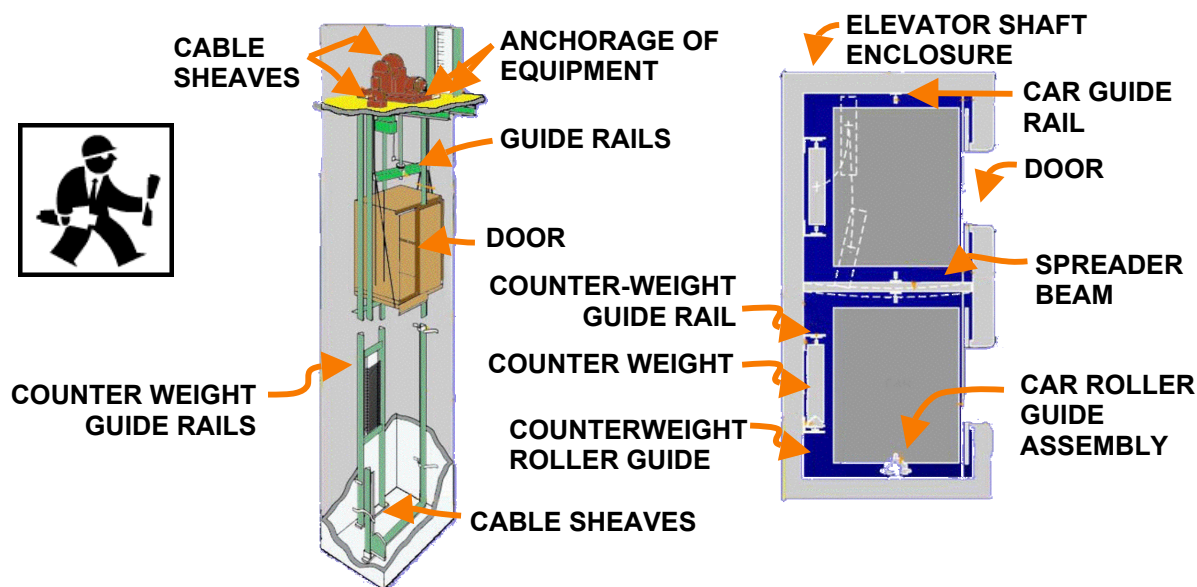 CABLE
SHEAVES
ANCHORAGE OF
EQUIPMENT
GUIDE RAILS
DOOR
COUNTER WEIGHT
GUIDE RAILS
CABLE SHEAVES
ELEVATOR SHAFT
ENCLOSURE
CAR GUIDE
RAIL
DOOR
SPREADER
BEAM
COUNTER-WEIGHT
GUIDE RAIL
COUNTER WEIGHT
COUNTERWEIGHT
ROLLER GUIDE
CAR ROLLER
GUIDE
ASSEMBLY